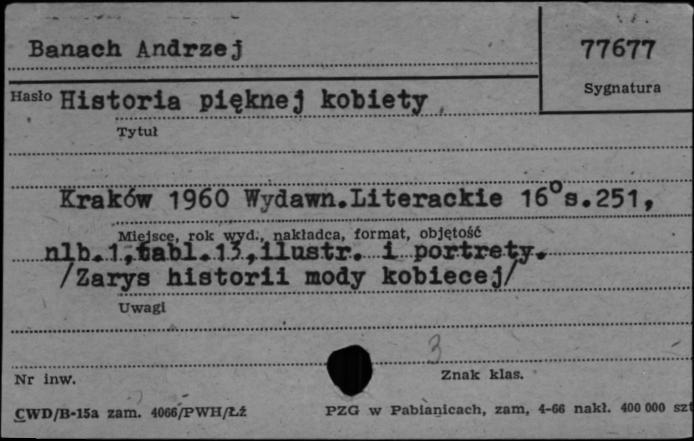 Banach Andrzej
77677
Sygnatura
Hasło Historia pięknej kobiety
Tytuł
Kraków 1960 Wydawn.Literackie 16°s.251,
Miejsce, rok wyd., nakładca, format, objętość
nlb.1,tabl.13,ilustr. i portrety.
/Zarys historii mody kobiecej/
Uwagi
3
Nr inw.
Znak klas.
CWD/B-15a zam. 4066/PWH/Łź
PZG w Pabianicach, zam, 4-66 nakł. 400 000 szt